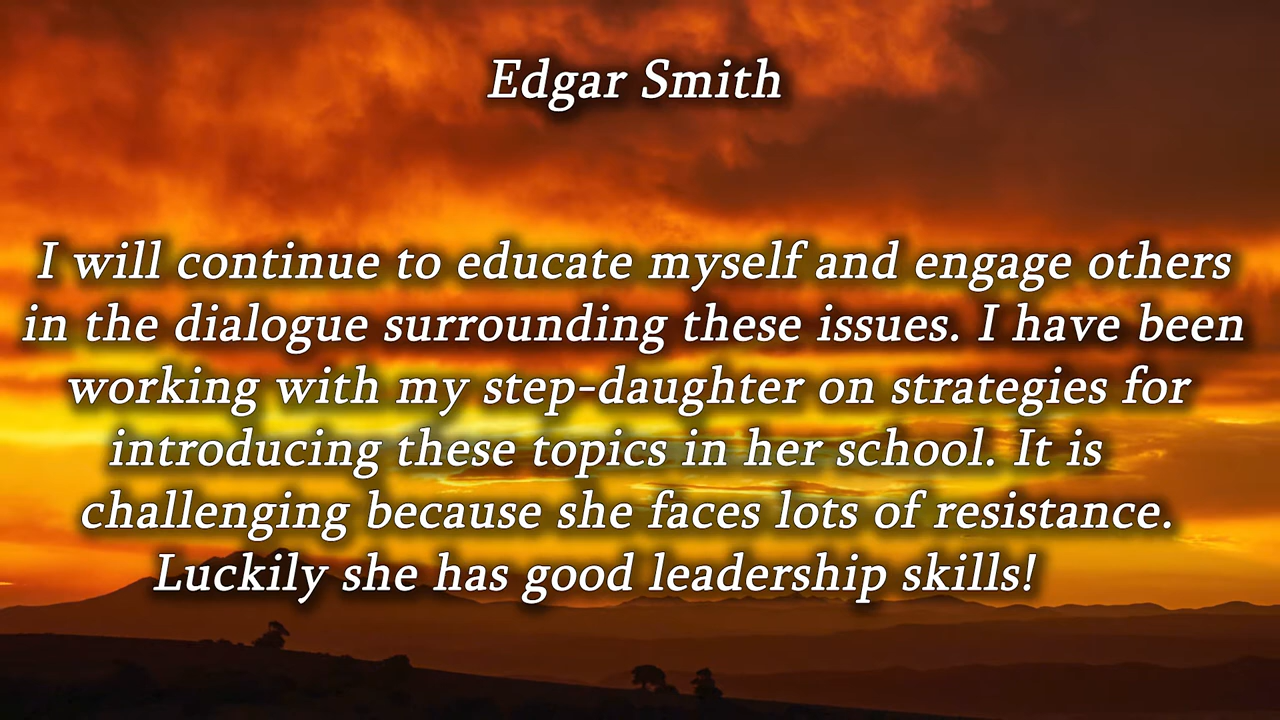 Edgar Smith
I will continue to educate myself and engage others
in the dialogue surrounding these issues. I have been
working with my step-daughter on strategies for
introducing these topics in her school. It is
challenging because she faces lots of resistance.
Luckily she has good leadership skills!